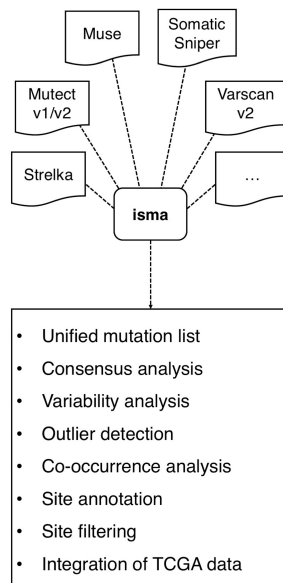 Muse
Somatic
Sniper
Mutect
v1/v2
Varscan
v2
Strelka
...
isma
• Unified mutation list
• Consensus analysis
• Variability analysis
• Outlier detection
• Co-occurrence analysis
• Site annotation
• Site filtering
• Integration of TCGA data